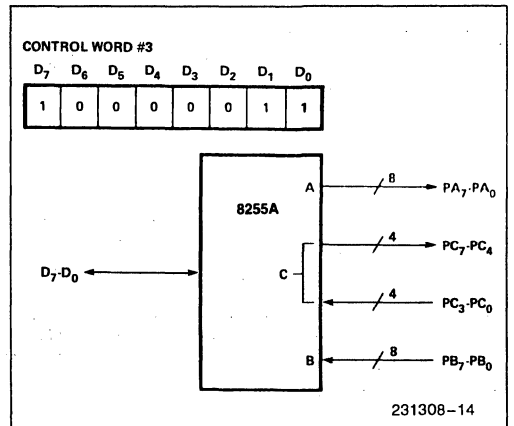 CONTROL WORD #3
D7 D6 D5 D4 D3 D2 D1 D0
1 0 0 0 0 0 1 1
8255A
A 8 PA7-PA0
4 PC7-PC4
D7-D0 C
4 PC3-PC0
B 8 PB7-PB0
231308-14